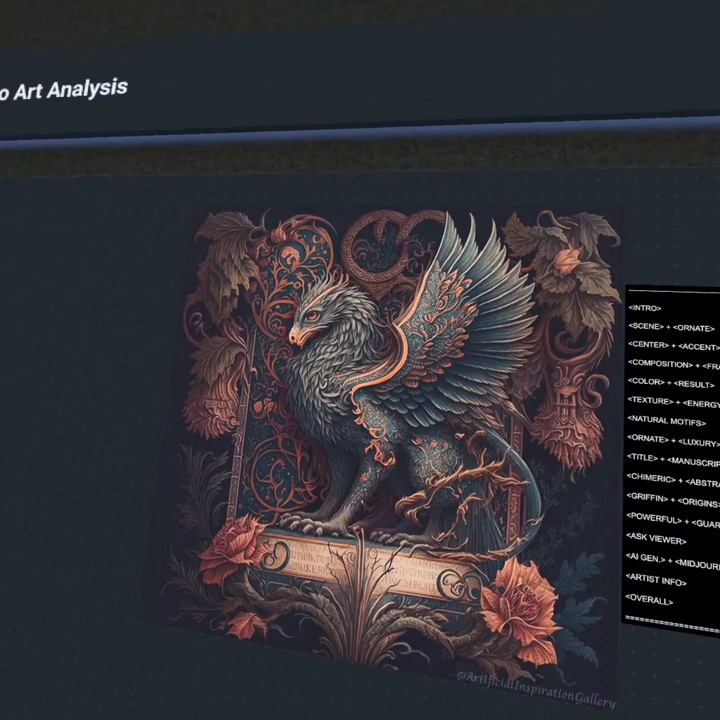 o Art Analysis
<INTRO>
<SCENE> + <ORNATE>
<CENTER> + <ACCENT>
<COMPOSITION> + <FRA
<COLOR> + <RESULT>
<TEXTURE> + <ENERGY
<NATURAL MOTIFS>
<ORNATE> + <LUXURY>
<TITLE> + <MANUSCRIP
<CHIMERIC> + <ABSTRA
<GRIFFIN> + <ORIGINS>
<POWERFUL> + <GUAR
<ASK VIEWER>
<AI GEN.> + <MIDJOUR
<ARTIST INFO>
<OVERALL>
@ArtificialInspirationGallery